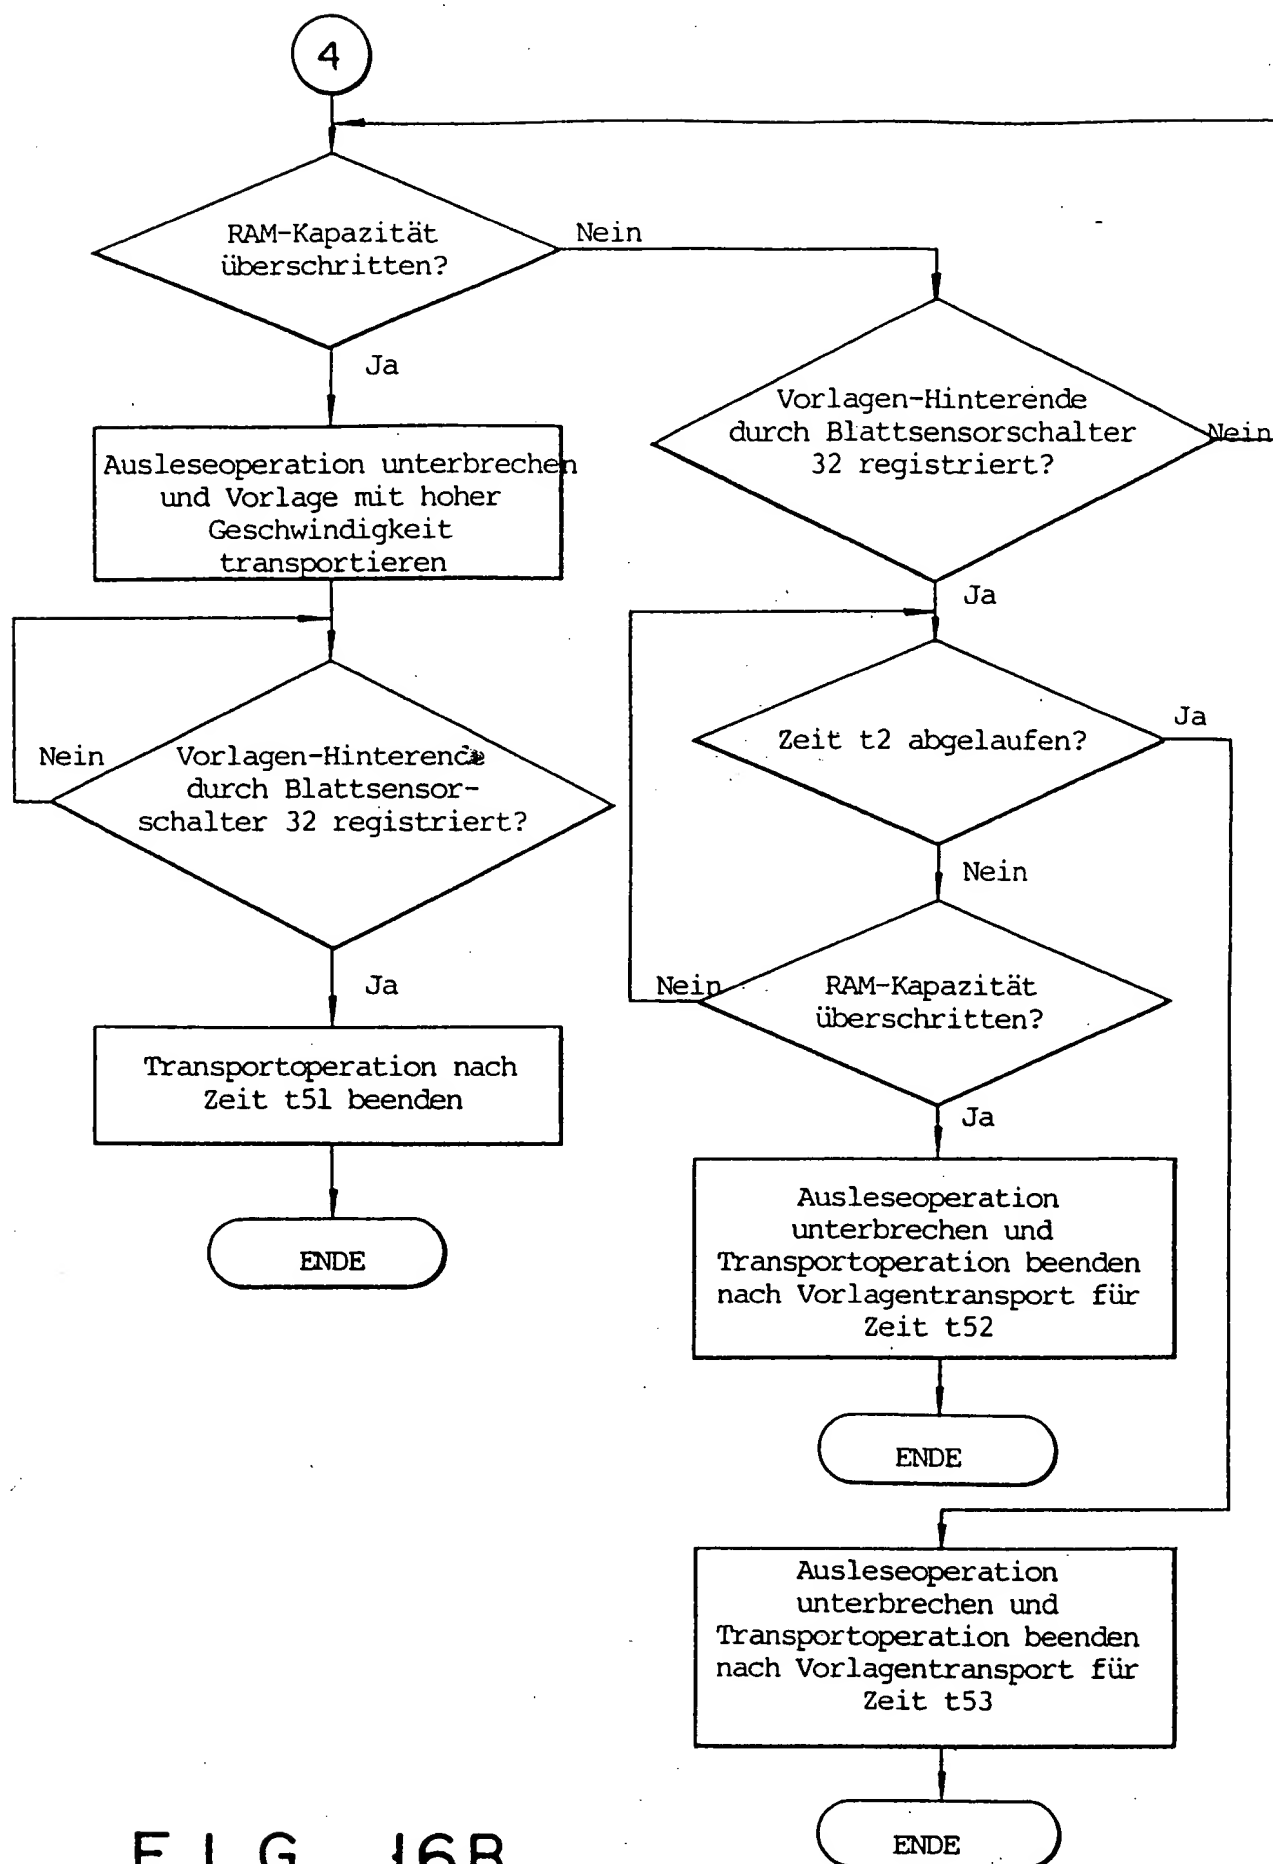 4
RAM-Kapazität
überschritten?
Nein
Ja
Ausleseoperation unterbrechen
und Vorlage mit hoher
Geschwindigkeit
transportieren
Nein
Vorlagen-Hinterende
durch Blattsensor-
schalter 32 registriert?
Ja
Transportoperation nach
Zeit t51 beenden
ENDE
Vorlagen-Hinterende
durch Blattsensorschalter
32 registriert?
Nein
Ja
Zeit t2 abgelaufen?
Ja
Nein
RAM-Kapazität
überschritten?
Nein
Ja
Ausleseoperation
unterbrechen und
Transportoperation beenden
nach Vorlagentransport für
Zeit t52
ENDE
Ausleseoperation
unterbrechen und
Transportoperation beenden
nach Vorlagentransport für
Zeit t53
ENDE
FIG. 16B